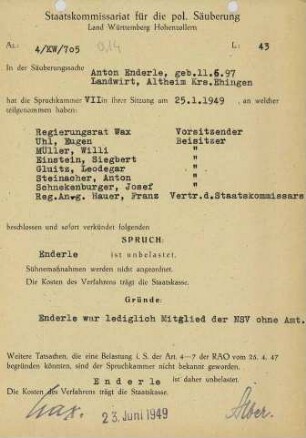 Staatskommissariat für die pol. Säuberung
Land Württemberg Hohenzollern
Az.: 4/KW/705 L: 43
In der Säuberungssache Anton Enderle, geb.11.6.97
Landwirt, Altheim Krs.Ehingen
hat die Spruchkammer VII in ihrer Sitzung am 25.1.1949, an welcher
teilgenommen haben:
Regierungsrat Wax Vorsitzender
Uhl, Eugen Beisitzer
Müller, Willi "
Einstein, Siegbert "
Gluitz, Leodegar "
Steinacher, Anton "
Schnekenburger, Josef "
Reg.Ang. Hauer, Franz Vertr.d.Staatskommissars
beschlossen und sofort verkündet folgenden
SPRUCH:
Enderle ist unbelastet.
Sühnemaßnahmen werden nicht angeordnet.
Die Kosten des Verfahrens trägt die Staatskasse.
Gründe:
Enderle war lediglich Mitglied der NSV ohne Amt.
Weitere Tatsachen, die eine Belastung i. S. der Art. 4—7 der RAO vom 25. 4. 47
begründen könnten, sind der Spruchkammer nicht bekannt geworden.
Enderle ist daher unbelastet
Die Kosten des Verfahrens trägt die Staatskasse.
Wax.
23. Juni 1949